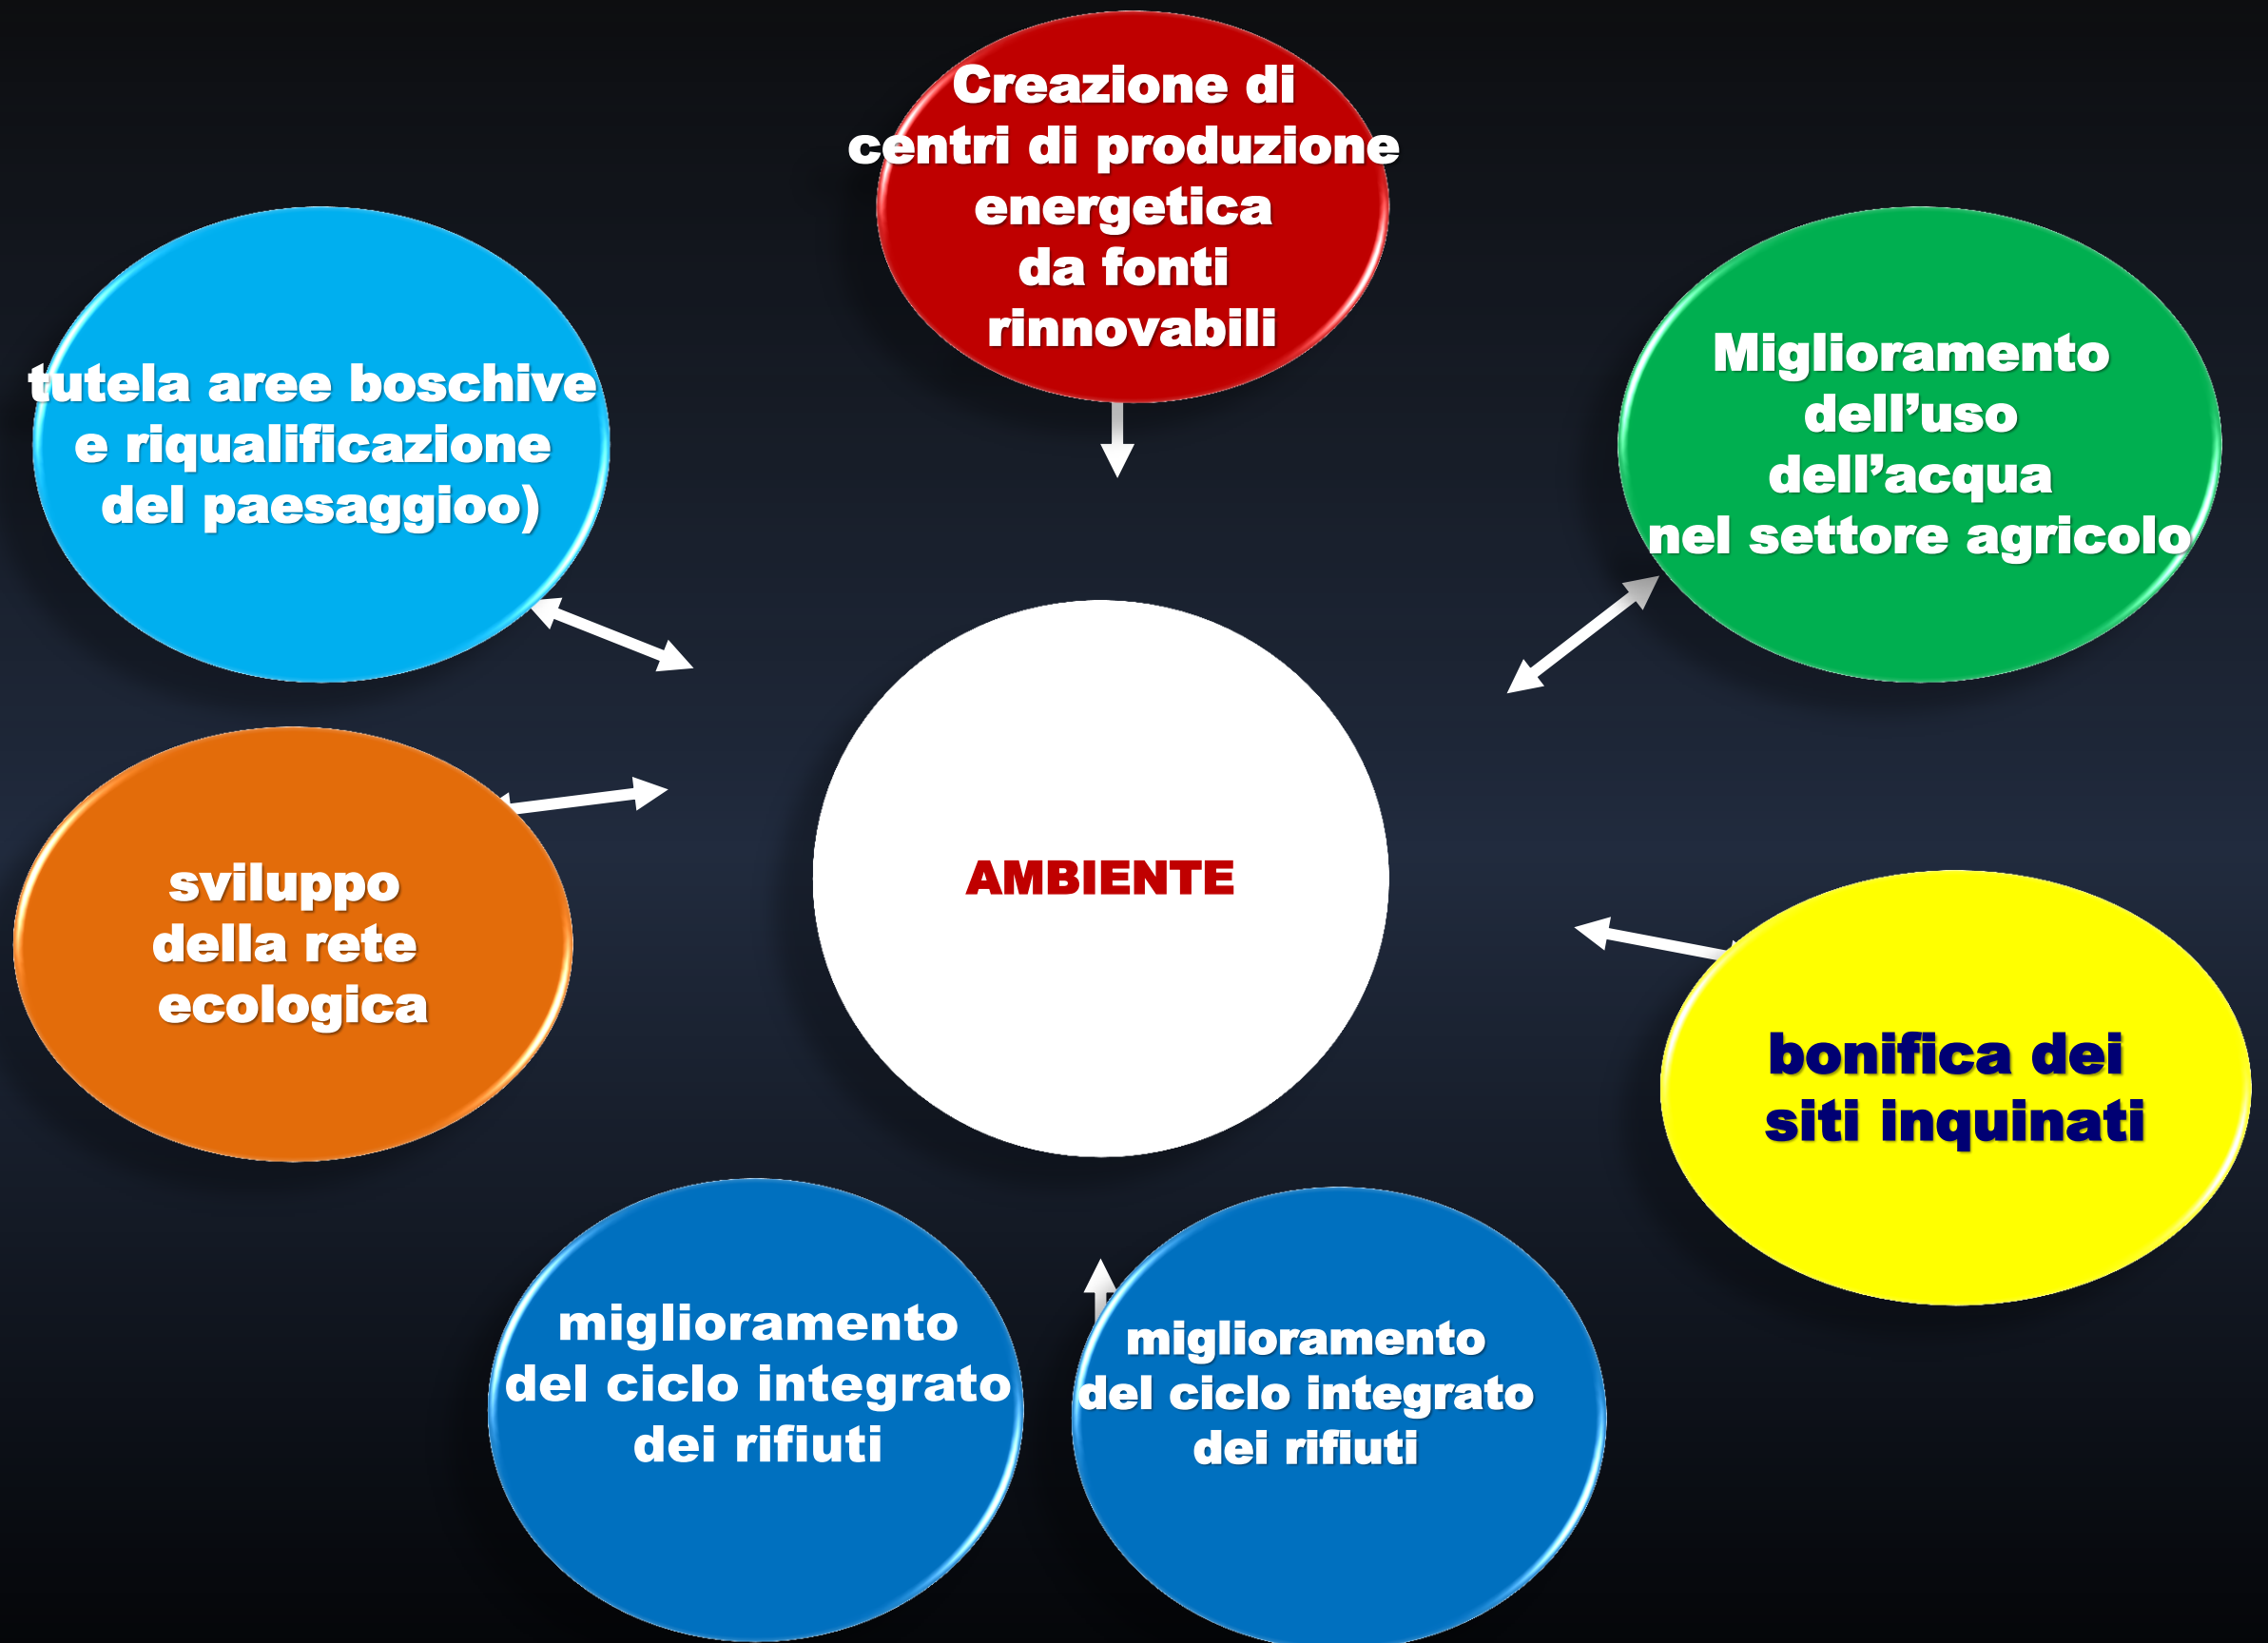 Creazione di
centri di produzione
energetica
da fonti
rinnovabili
tutela aree boschive
e riqualificazione
del paesaggioo)
Miglioramento
dell’uso
dell’acqua
nel settore agricolo
AMBIENTE
sviluppo
della rete
ecologica
bonifica dei
siti inquinati
miglioramento
del ciclo integrato
dei rifiuti
miglioramento
del ciclo integrato
dei rifiuti